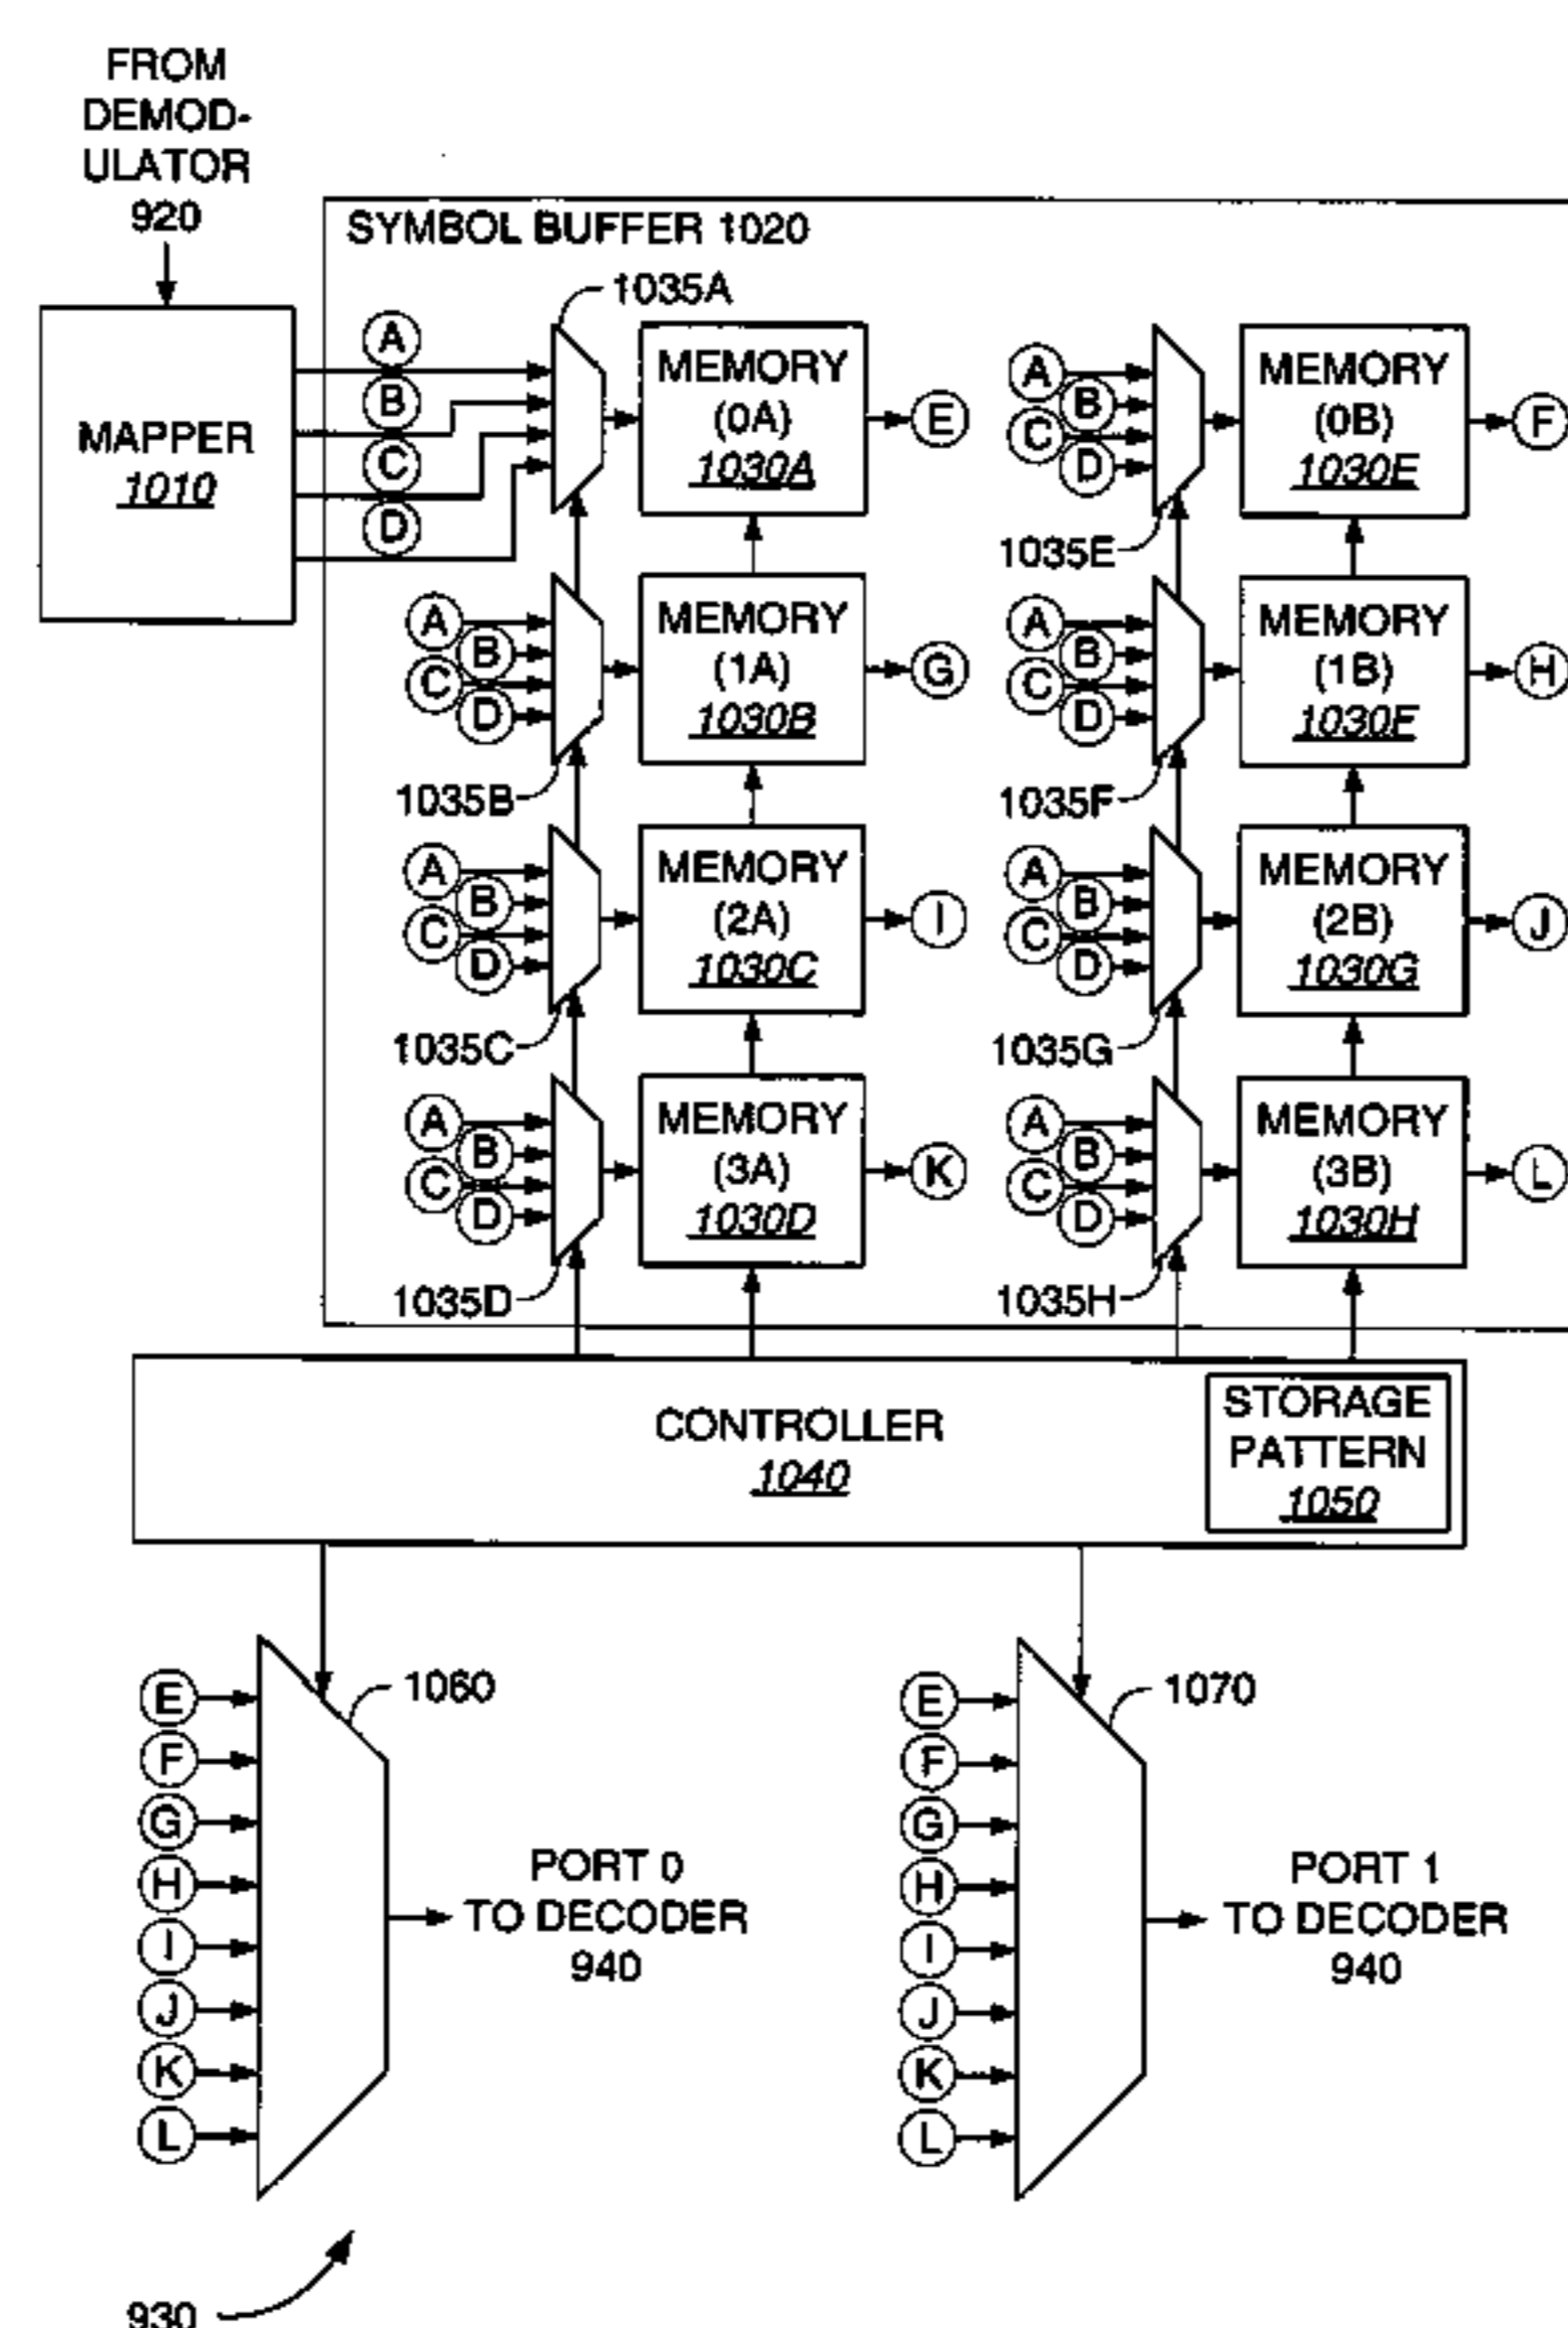 FROM
DEMOD-
ULATOR
920
SYMBOL BUFFER 1020
1035A
MAPPER
1010
A
B
C
D
MEMORY
(0A)
1030A
E
A
B
C
D
1035E
MEMORY
(0B)
1030E
F
A
B
C
D
1035B
MEMORY
(1A)
1030B
G
A
B
C
D
1035F
MEMORY
(1B)
1030F
H
A
B
C
D
1035C
MEMORY
(2A)
1030C
I
A
B
C
D
1035G
MEMORY
(2B)
1030G
J
A
B
C
D
1035D
MEMORY
(3A)
1030D
K
A
B
C
D
1035H
MEMORY
(3B)
1030H
L
CONTROLLER
1040
STORAGE
PATTERN
1050
1060
E
F
G
H
I
J
K
L
PORT 0
TO DECODER
940
1070
E
F
G
H
I
J
K
L
PORT 1
TO DECODER
940
930